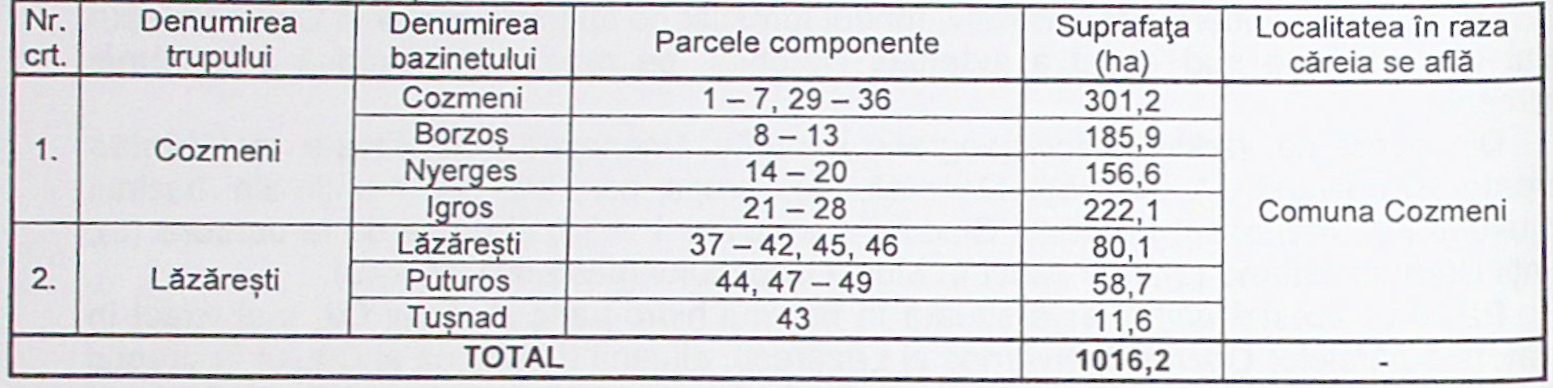 Nr. crt. Denumirea trupului Denumirea bazinetului Parcele componente Suprafaţa (ha) Localitatea în raza căreia se află
1. Cozmeni Cozmeni 1 – 7, 29 – 36 301,2 Comuna Cozmeni
Borzoș 8 – 13 185,9
Nyerges 14 – 20 156,6
Igros 21 – 28 222,1
2. Lăzărești Lăzărești 37 –42, 45, 46 80,1
Puturos 44, 47 – 49 58,7
Tușnad 43 11,6
TOTAL 1016,2 -